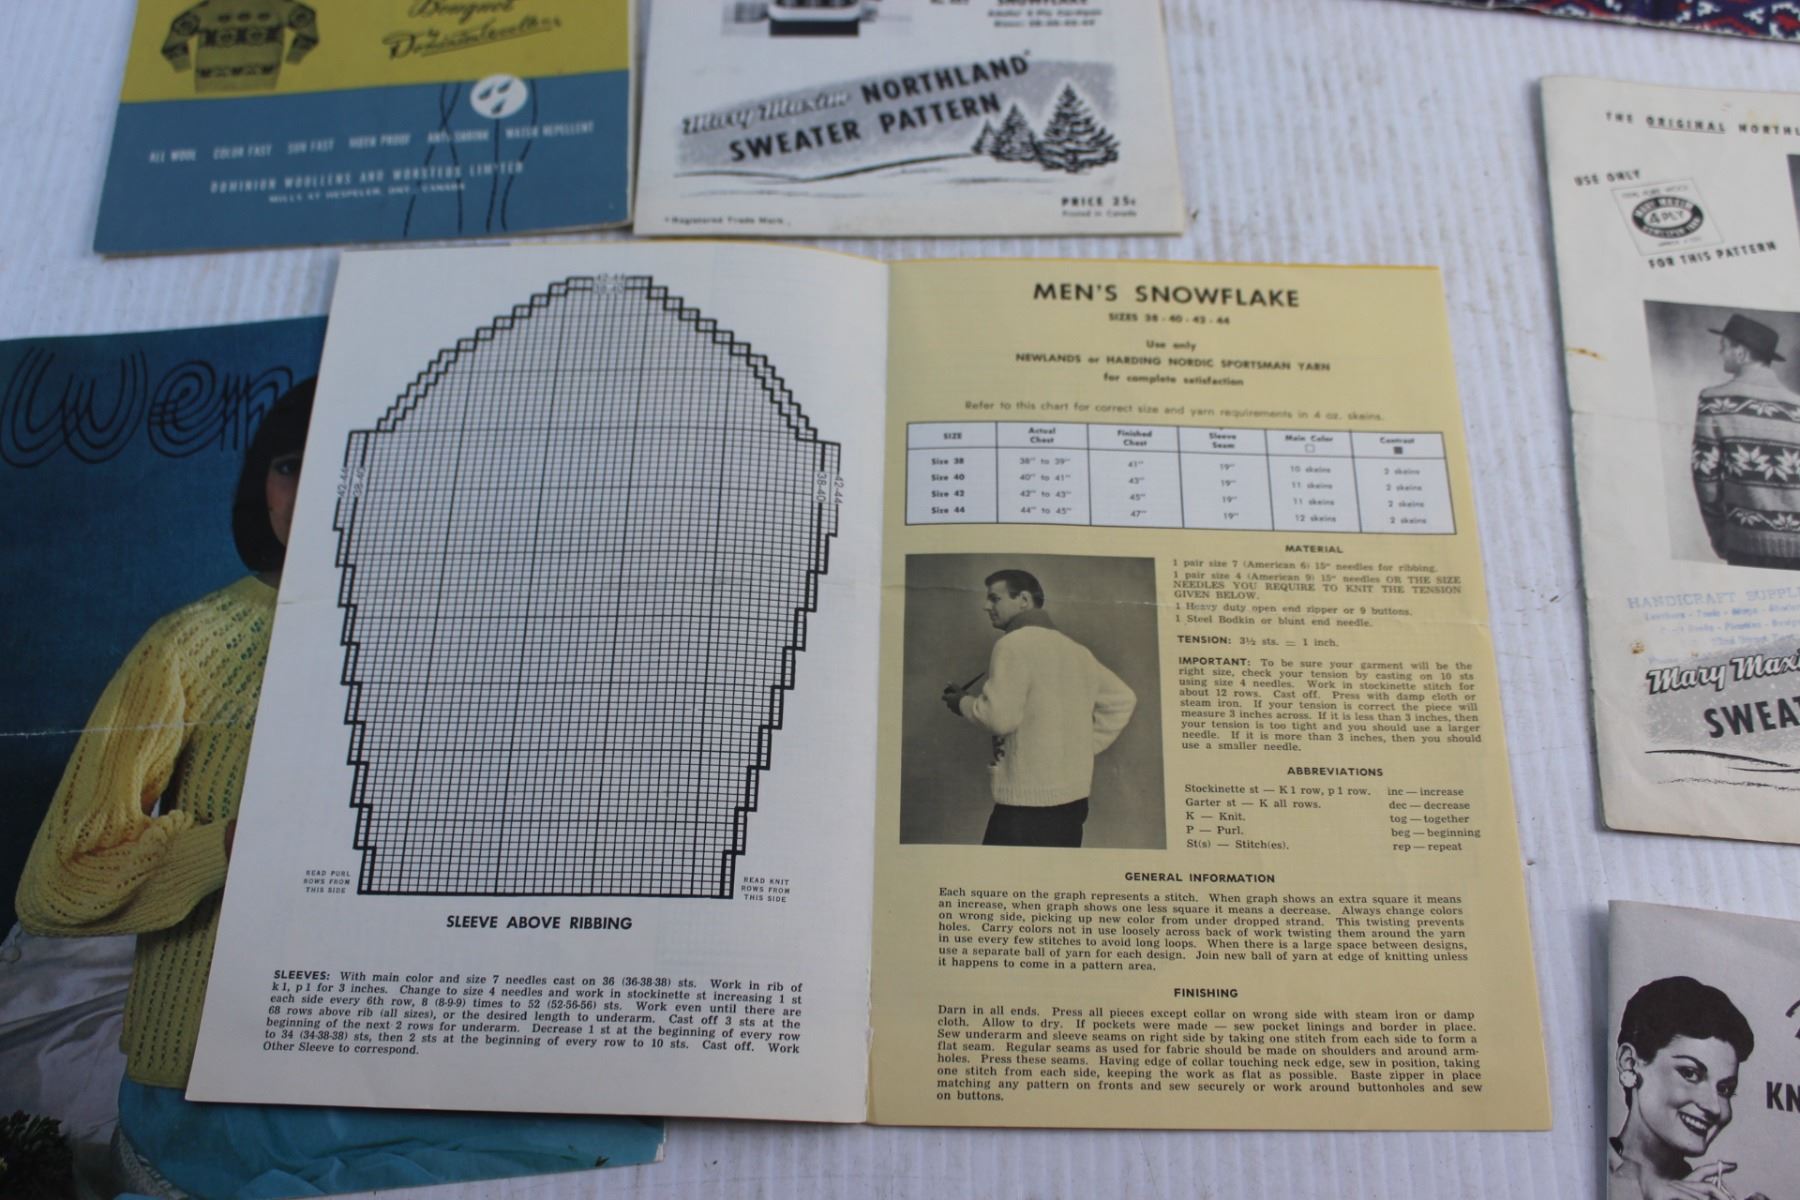 Designed
by
Dominion Woollens
ALL WOOL COLOR FAST SUN FAST MOTH PROOF ANTI-SHRINK WATER REPELLENT
DOMINION WOOLLENS AND WORSTEDS LIMITED
MILLS AT HESPELER, ONT., CANADA
SNOWFLAKE
Mary Maxim NORTHLAND*
SWEATER PATTERN
PRICE 25c
Printed in Canada
*Registered Trade Mark.
THE ORIGINAL
USE ONLY
4 PLY
FOR THIS PATTERN
HANDICRAFT
Mary
wen
42-44
38-40
42-44
38-40
38-40
42-44
READ PURL
ROWS FROM
THIS SIDE
READ KNIT
ROWS FROM
THIS SIDE
SLEEVE ABOVE RIBBING
SLEEVES: With main color and size 7 needles cast on 36 (36-38-38) sts. Work in rib of
k 1, p 1 for 3 inches. Change to size 4 needles and work in stockinette st increasing 1 st
each side every 6th row, 8 (8-9-9) times to 52 (52-56-56) sts. Work even until there are
68 rows above rib (all sizes), or the desired length to underarm. Cast off 3 sts at the
beginning of the next 2 rows for underarm. Decrease 1 st at the beginning of every row
to 34 (34-38-38) sts, then 2 sts at the beginning of every row to 10 sts. Cast off. Work
Other Sleeve to correspond.
MEN'S SNOWFLAKE
SIZES 38 - 40 - 42 - 44
Use only
NEWLANDS or HARDING NORDIC SPORTSMAN YARN
for complete satisfaction
Refer to this chart for correct size and yarn requirements in 4 oz. skeins.
SIZE Actual Chest Finished Chest Sleeve Seam Main Color Contrast
Size 38 38" to 39" 41" 19" 10 skeins 2 skeins
Size 40 40" to 41" 43" 19" 11 skeins 2 skeins
Size 42 42" to 43" 45" 19" 11 skeins 2 skeins
Size 44 44" to 45" 47" 19" 12 skeins 2 skeins
MATERIAL
1 pair size 7 (American 6) 15" needles for ribbing.
1 pair size 4 (American 9) 15" needles OR THE SIZE
NEEDLES YOU REQUIRE TO KNIT THE TENSION
GIVEN BELOW.
1 Heavy duty open end zipper or 9 buttons.
1 Steel Bodkin or blunt end needle.
TENSION: 3½ sts. = 1 inch.
IMPORTANT: To be sure your garment will be the
right size, check your tension by casting on 10 sts
using size 4 needles. Work in stockinette stitch for
about 12 rows. Cast off. Press with damp cloth or
steam iron. If your tension is correct the piece will
measure 3 inches across. If it is less than 3 inches, then
your tension is too tight and you should use a larger
needle. If it is more than 3 inches, then you should
use a smaller needle.
ABBREVIATIONS
Stockinette st — K 1 row, p 1 row. inc — increase
Garter st — K all rows. dec — decrease
K — Knit. tog — together
P — Purl. beg — beginning
St(s) — Stitch(es). rep — repeat
GENERAL INFORMATION
Each square on the graph represents a stitch. When graph shows an extra square it means
an increase, when graph shows one less square it means a decrease. Always change colors
on wrong side, picking up new color from under dropped strand. This twisting prevents
holes. Carry colors not in use loosely across back of work twisting them around the yarn
in use every few stitches to avoid long loops. When there is a large space between designs,
use a separate ball of yarn for each design. Join new ball of yarn at edge of knitting unless
it happens to come in a pattern area.
FINISHING
Darn in all ends. Press all pieces except collar on wrong side with steam iron or damp
cloth. Allow to dry. If pockets were made — sew pocket linings and border in place.
Sew underarm and sleeve seams on right side by taking one stitch from each side to form a
flat seam. Regular seams as used for fabric should be made on shoulders and around arm-
holes. Press these seams. Having edge of collar touching neck edge, sew in position, taking
one stitch from each side, keeping the work as flat as possible. Baste zipper in place
matching any pattern on fronts and sew securely or work around buttonholes and sew
on buttons.